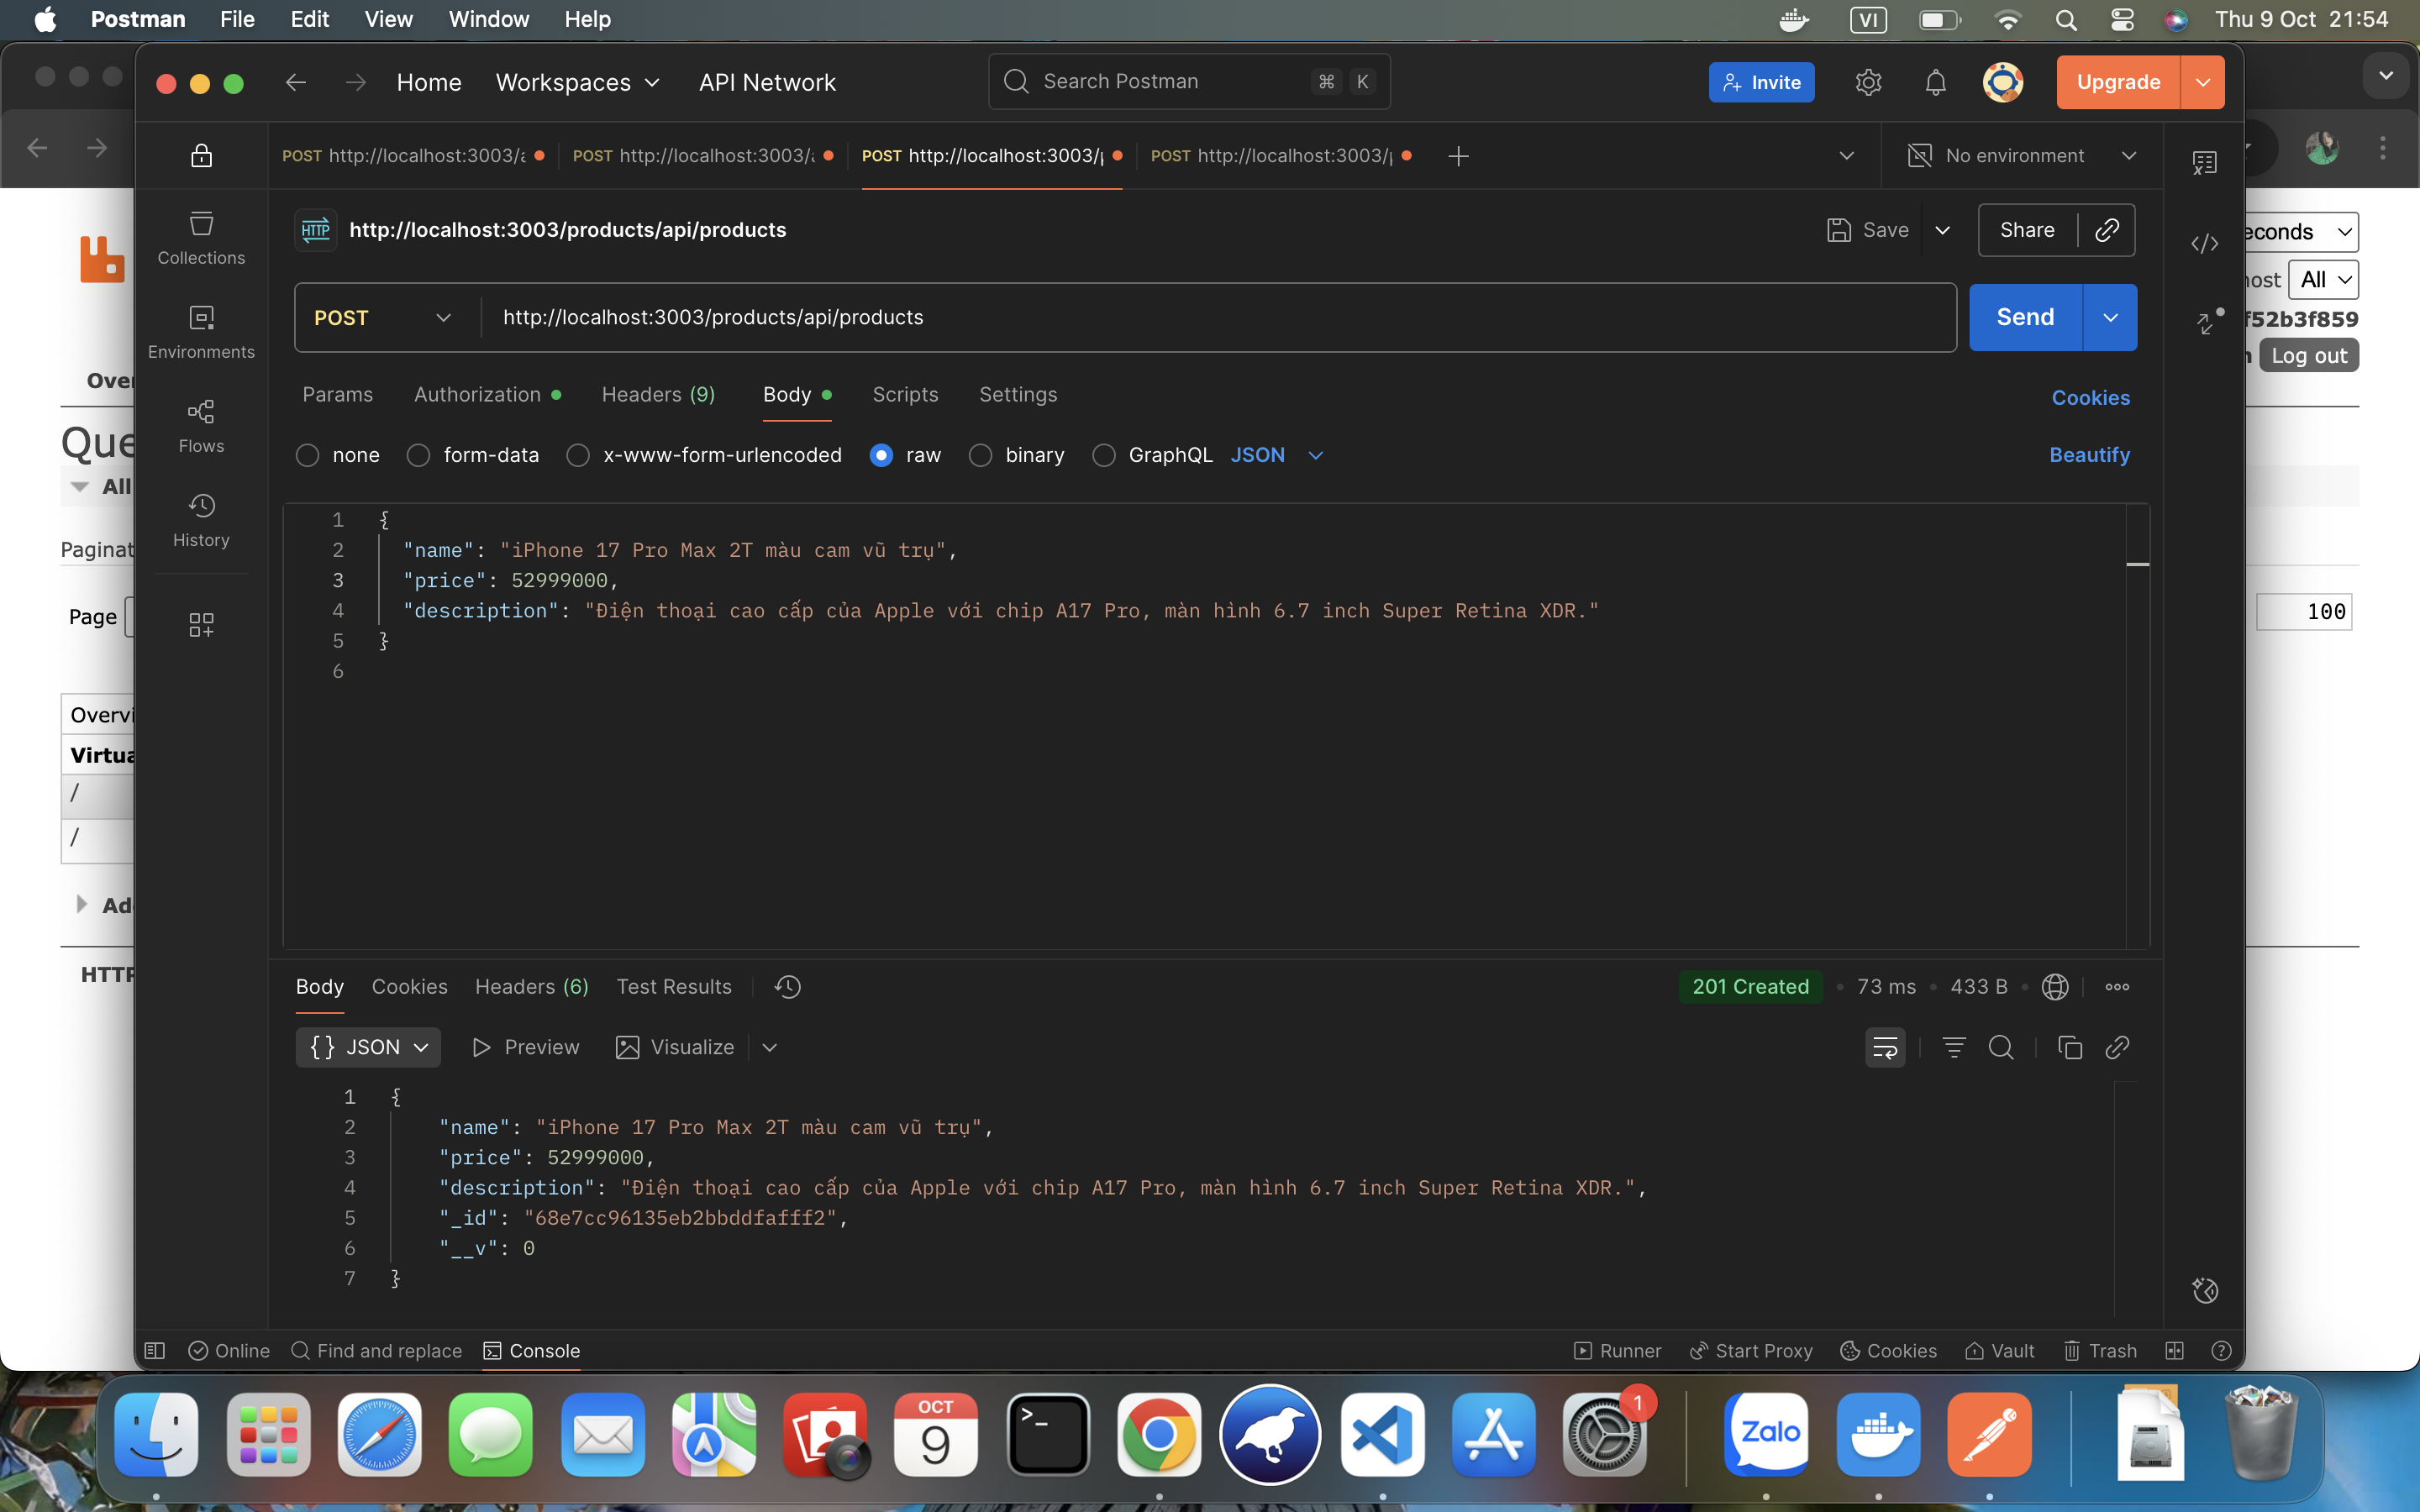 Postman File Edit View Window Help VI Thu 9 Oct 21:54
Home Workspaces API Network Search Postman ⌘ K Invite Upgrade
POST http://localhost:3003/ POST http://localhost:3003/ POST http://localhost:3003/ POST http://localhost:3003/ No environment
Collections
Environments
Flows
History
HTTP http://localhost:3003/products/api/products Save Share
POST http://localhost:3003/products/api/products Send
Params Authorization Headers (9) Body Scripts Settings Cookies
none form-data x-www-form-urlencoded raw binary GraphQL JSON Beautify
1 {
2 "name": "iPhone 17 Pro Max 2T màu cam vũ trụ",
3 "price": 52999000,
4 "description": "Điện thoại cao cấp của Apple với chip A17 Pro, màn hình 6.7 inch Super Retina XDR."
5 }
6
Body Cookies Headers (6) Test Results 201 Created • 73 ms • 433 B
{} JSON Preview Visualize
1 {
2 "name": "iPhone 17 Pro Max 2T màu cam vũ trụ",
3 "price": 52999000,
4 "description": "Điện thoại cao cấp của Apple với chip A17 Pro, màn hình 6.7 inch Super Retina XDR.",
5 "_id": "68e7cc96135eb2bbddfafff2",
6 "__v": 0
7 }
Online Find and replace Console Runner Start Proxy Cookies Vault Trash
Over
Que
All
Paginat
Page
Overvi
Virtua
/
/
Ad
HTTP
econds
ost All
f52b3f859
Log out
100
OCT
9
1
Zalo